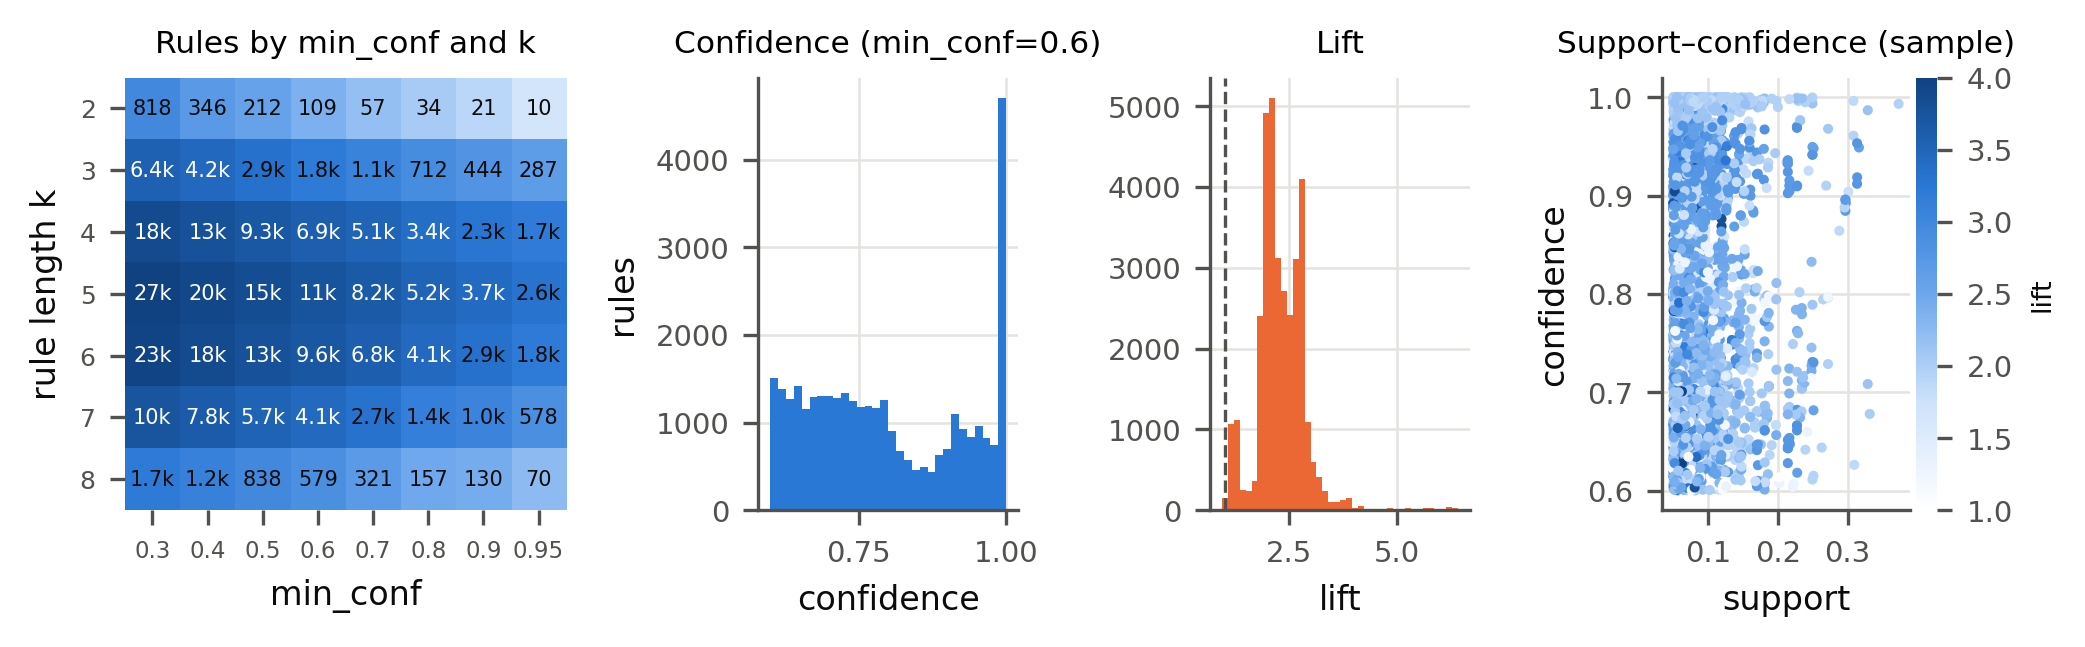 Rules by min_conf and k
2 818 346 212 109 57 34 21 10
3 6.4k 4.2k 2.9k 1.8k 1.1k 712 444 287
4 18k 13k 9.3k 6.9k 5.1k 3.4k 2.3k 1.7k
5 27k 20k 15k 11k 8.2k 5.2k 3.7k 2.6k
6 23k 18k 13k 9.6k 6.8k 4.1k 2.9k 1.8k
7 10k 7.8k 5.7k 4.1k 2.7k 1.4k 1.0k 578
8 1.7k 1.2k 838 579 321 157 130 70
0.3 0.4 0.5 0.6 0.7 0.8 0.9 0.95
min_conf
rule length k
Confidence (min_conf=0.6)
4000
3000
2000
1000
0
0.75 1.00
confidence
rules
Lift
5000
4000
3000
2000
1000
0
2.5 5.0
lift
Support–confidence (sample)
1.0
0.9
0.8
0.7
0.6
0.1 0.2 0.3
support
confidence
4.0
3.5
3.0
2.5
2.0
1.5
1.0
lift